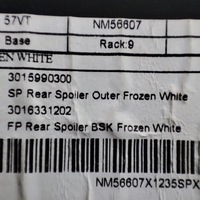 57VT NM56607
Base Rack:9
EN WHITE
3015990300
SP Rear Spoiler Outer Frozen White
3016331202
FP Rear Spoiler BSK Frozen White
NM56607X1235SPX